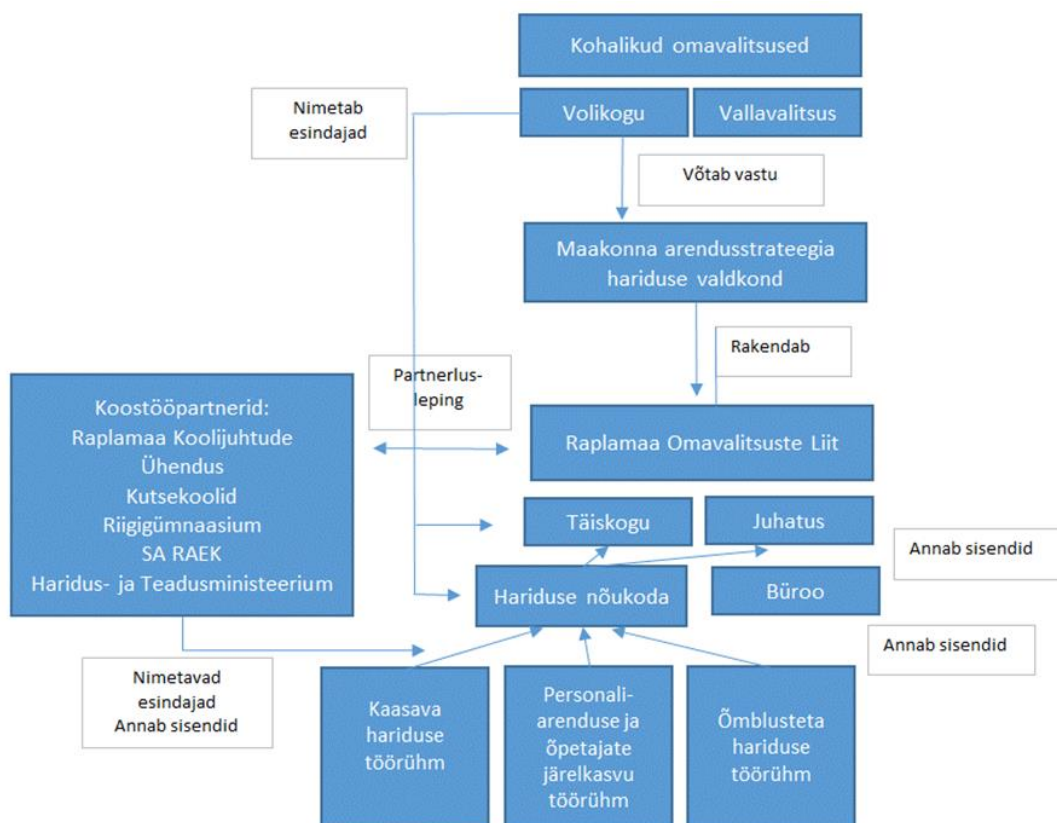 Kohalikud omavalitsused
Nimetab
esindajad
Volikogu
Vallavalitsus
Võtab vastu
Maakonna arendusstrateegia
hariduse valdkond
Rakendab
Partnerlus-
leping
Koostööpartnerid:
Raplamaa Koolijuhtude
Ühendus
Kutsekoolid
Riigigümnaasium
SA RAEK
Haridus- ja Teadusministeerium
Raplamaa Omavalitsuste Liit
Täiskogu
Juhatus
Annab sisendid
Hariduse nõukoda
Büroo
Annab sisendid
Nimetavad
esindajad
Annab sisendid
Kaasava
hariduse
töörühm
Personali-
arenduse ja
õpetajate
järelkasvu
töörühm
Õmblusteta
hariduse
töörühm